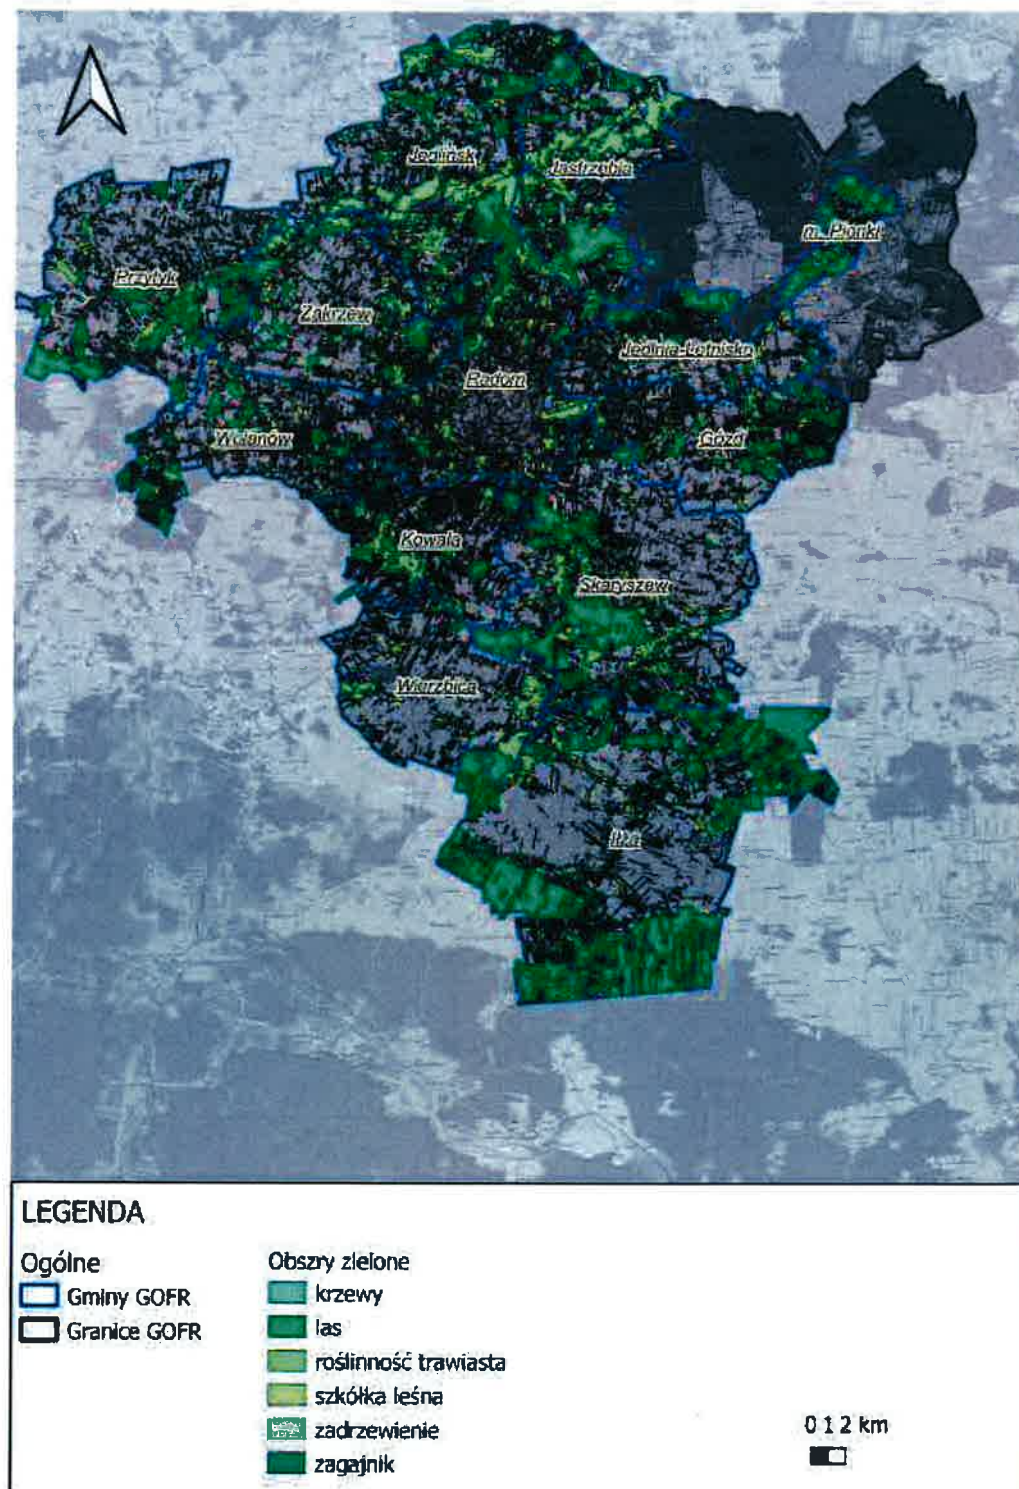 Jedlińsk
Jastrzębia
m. Pionki
Przytyk
Zakrzew
Jedlnia-Letnisko
Radom
Wolanów
Gózd
Kowala
Skaryszew
Wierzbica
Iłża
LEGENDA
Ogólne
Gminy GOFR
Granice GOFR
Obszry zielone
krzewy
las
roślinność trawiasta
szkółka leśna
zadrzewienie
zagajnik
0 1 2 km